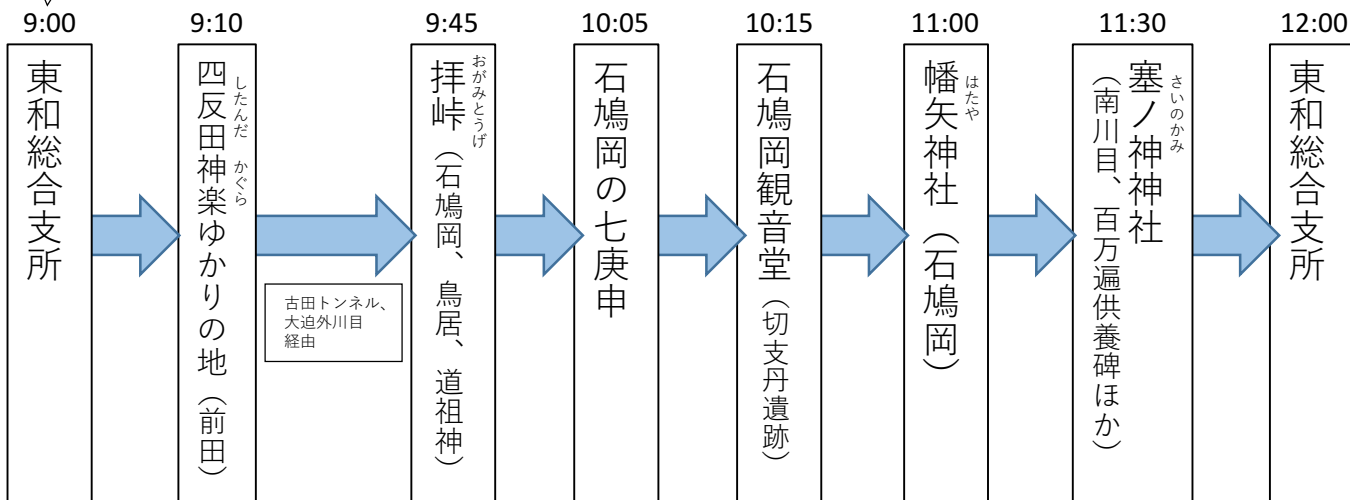 9:00
東和総合支所
9:10
四反田神楽ゆかりの地（前田）
したんだ かぐら
古田トンネル、
大迫外川目
経由
9:45
拝峠（石鳩岡、鳥居、道祖神）
おがみとうげ
10:05
石鳩岡の七庚申
10:15
石鳩岡観音堂（切支丹遺跡）
11:00
幡矢神社（石鳩岡）
はたや
11:30
塞ノ神神社
さいのかみ
（南川目、百万遍供養碑ほか）
12:00
東和総合支所